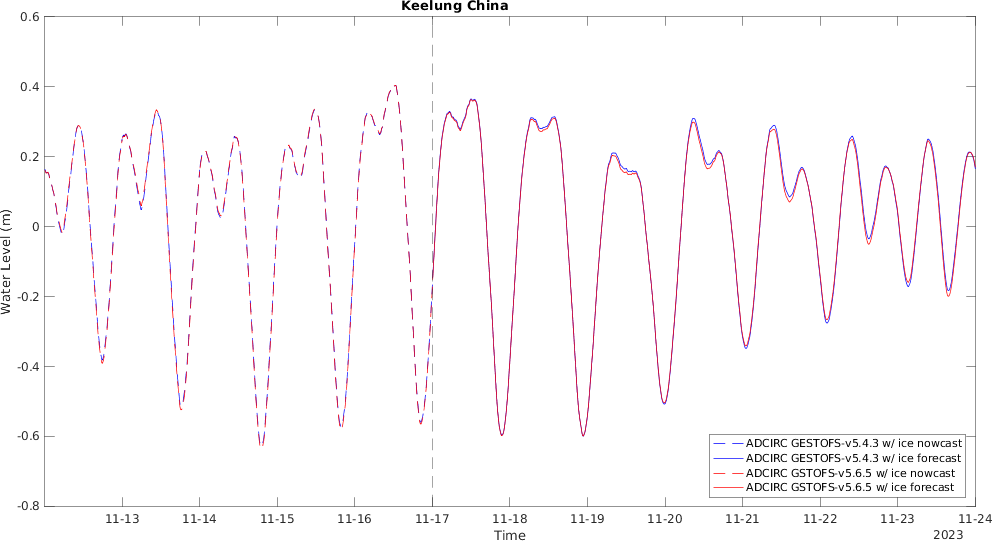 Keelung China
Water Level (m)
0.6
0.4
0.2
0
-0.2
-0.4
-0.6
-0.8
ADCIRC GESTOFS-v5.4.3 w/ ice nowcast
ADCIRC GESTOFS-v5.4.3 w/ ice forecast
ADCIRC GSTOFS-v5.6.5 w/ ice nowcast
ADCIRC GSTOFS-v5.6.5 w/ ice forecast
11-13 11-14 11-15 11-16 11-17 11-18 11-19 11-20 11-21 11-22 11-23 11-24
Time
2023